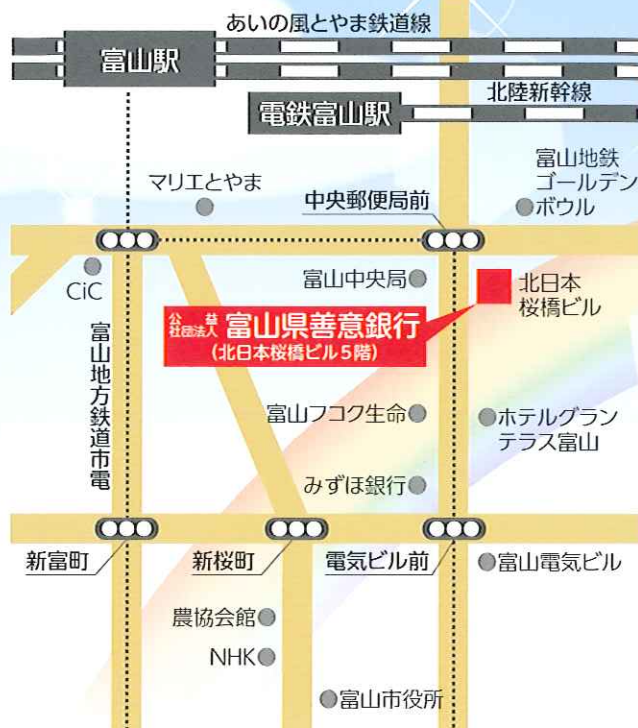 あいの風とやま鉄道線
富山駅
電鉄富山駅
北陸新幹線
富山地鉄
ゴールデン
ボウル
マリエとやま
中央郵便局前
CiC
富山中央局
北日本
桜橋ビル
公益
社団法人
富山県善意銀行
(北日本桜橋ビル5階)
富山地方鉄道市電
富山フコク生命
ホテルグラン
テラス富山
みずほ銀行
新富町
新桜町
電気ビル前
富山電気ビル
農協会館
NHK
富山市役所